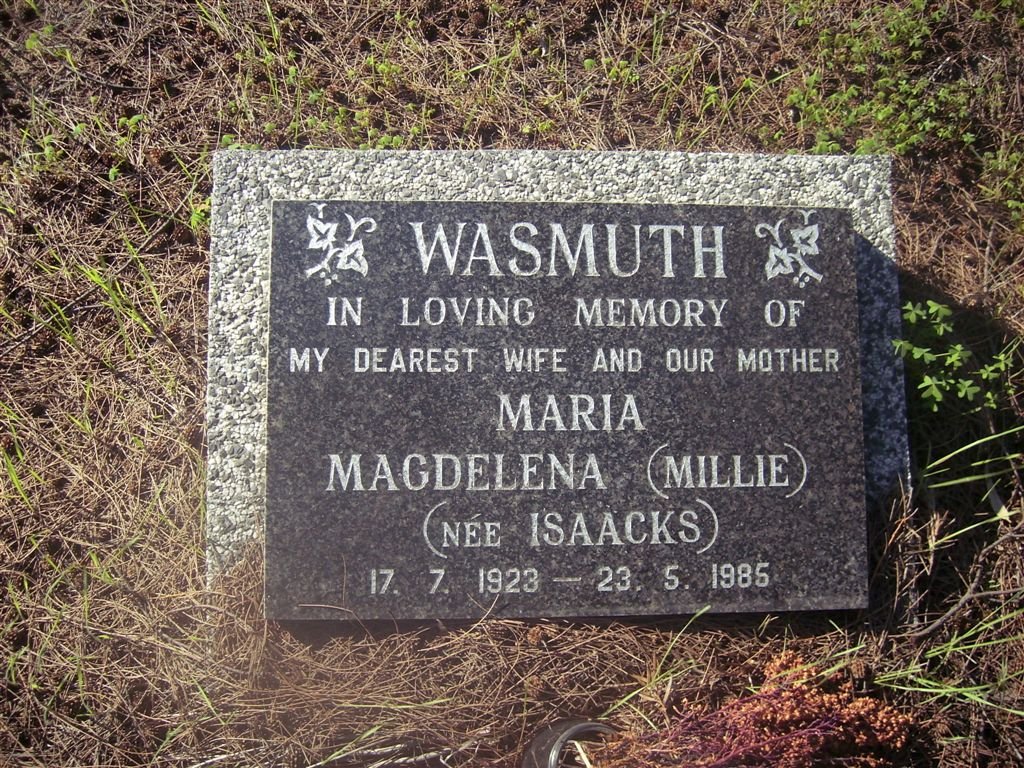 WASMUTH
IN LOVING MEMORY OF
MY DEAREST WIFE AND OUR MOTHER
MARIA
MAGDELENA (MILLIE)
(NÉE ISAACKS)
17. 7. 1923 — 23. 5. 1985